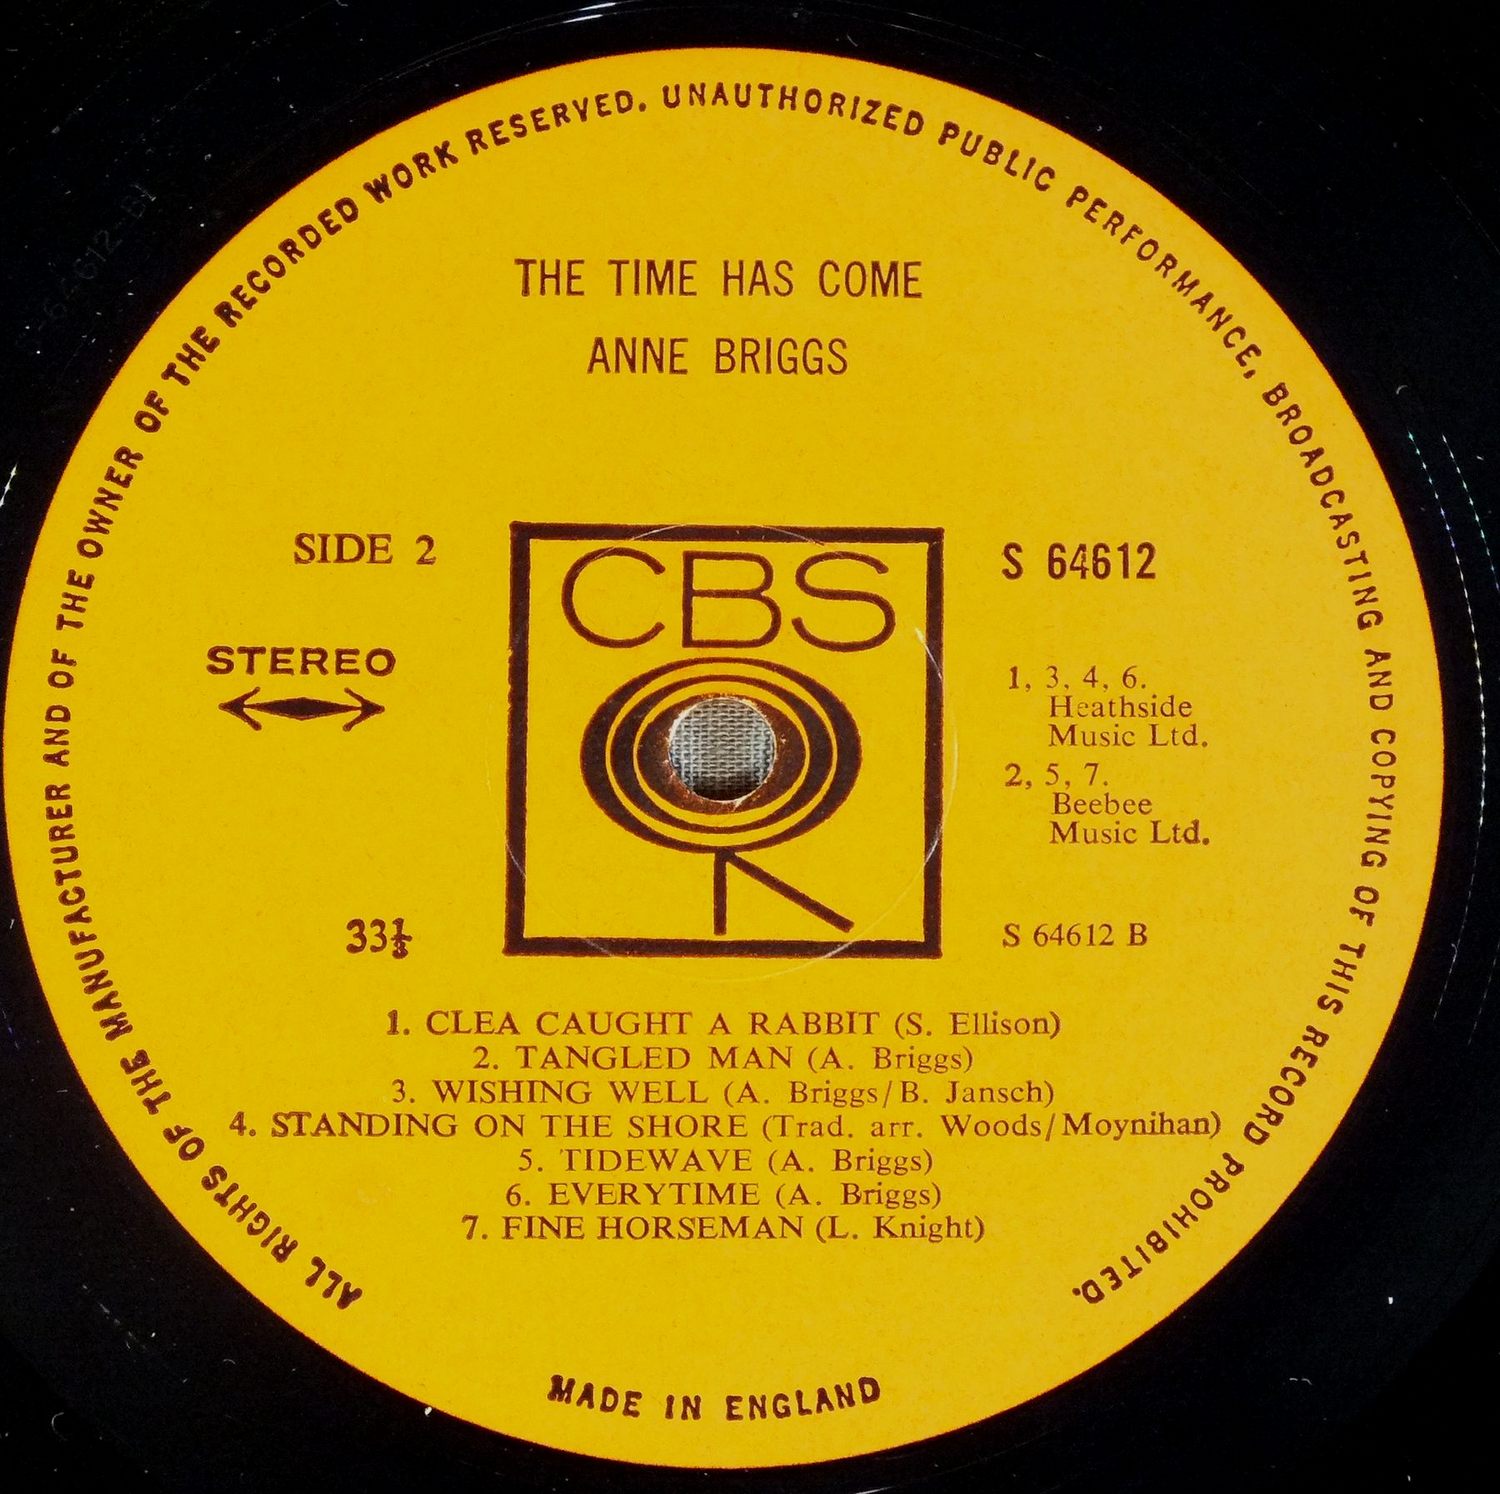 ALL RIGHTS OF THE MANUFACTURER AND OF THE OWNER OF THE RECORDED WORK RESERVED. UNAUTHORIZED PUBLIC PERFORMANCE, BROADCASTING AND COPYING OF THIS RECORD PROHIBITED.
THE TIME HAS COME
ANNE BRIGGS
SIDE 2
STEREO
33⅓
CBS
S 64612
1, 3, 4, 6.
Heathside
Music Ltd.
2, 5, 7.
Beebee
Music Ltd.
S 64612 B
1. CLEA CAUGHT A RABBIT (S. Ellison)
2. TANGLED MAN (A. Briggs)
3. WISHING WELL (A. Briggs/B. Jansch)
4. STANDING ON THE SHORE (Trad. arr. Woods/Moynihan)
5. TIDEWAVE (A. Briggs)
6. EVERYTIME (A. Briggs)
7. FINE HORSEMAN (L. Knight)
MADE IN ENGLAND